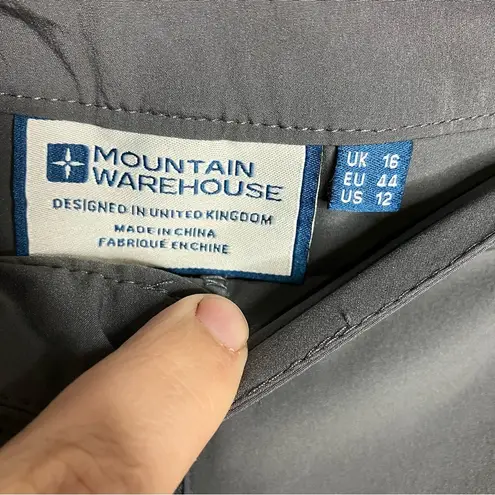 MOUNTAIN
WAREHOUSE
DESIGNED IN UNITED KINGDOM
MADE IN CHINA
FABRIQUÉ EN CHINE
UK 16
EU 44
US 12